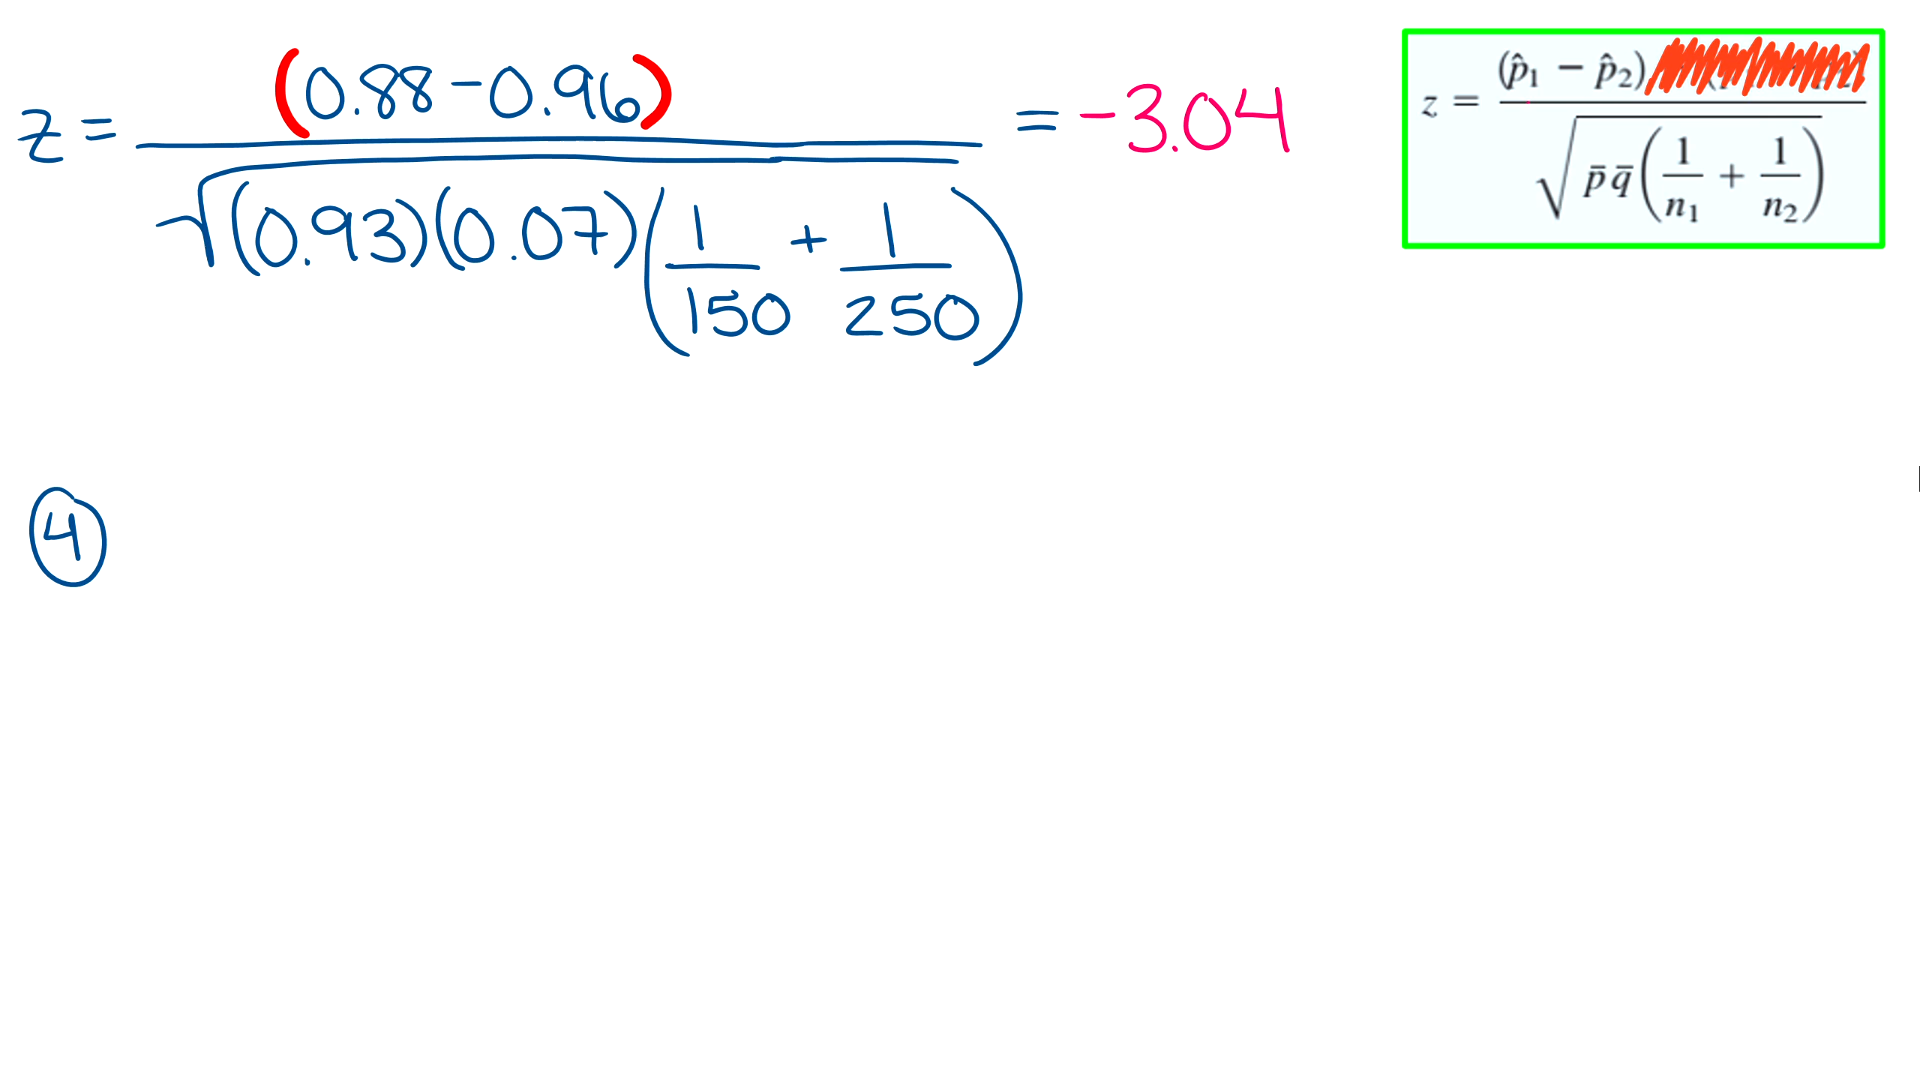 z = (0.88 - 0.96) / √((0.93)(0.07)(1/150 + 1/250)) = -3.04
z = (p̂₁ − p̂₂) / √(p̄ q̄ (1/n₁ + 1/n₂))
4